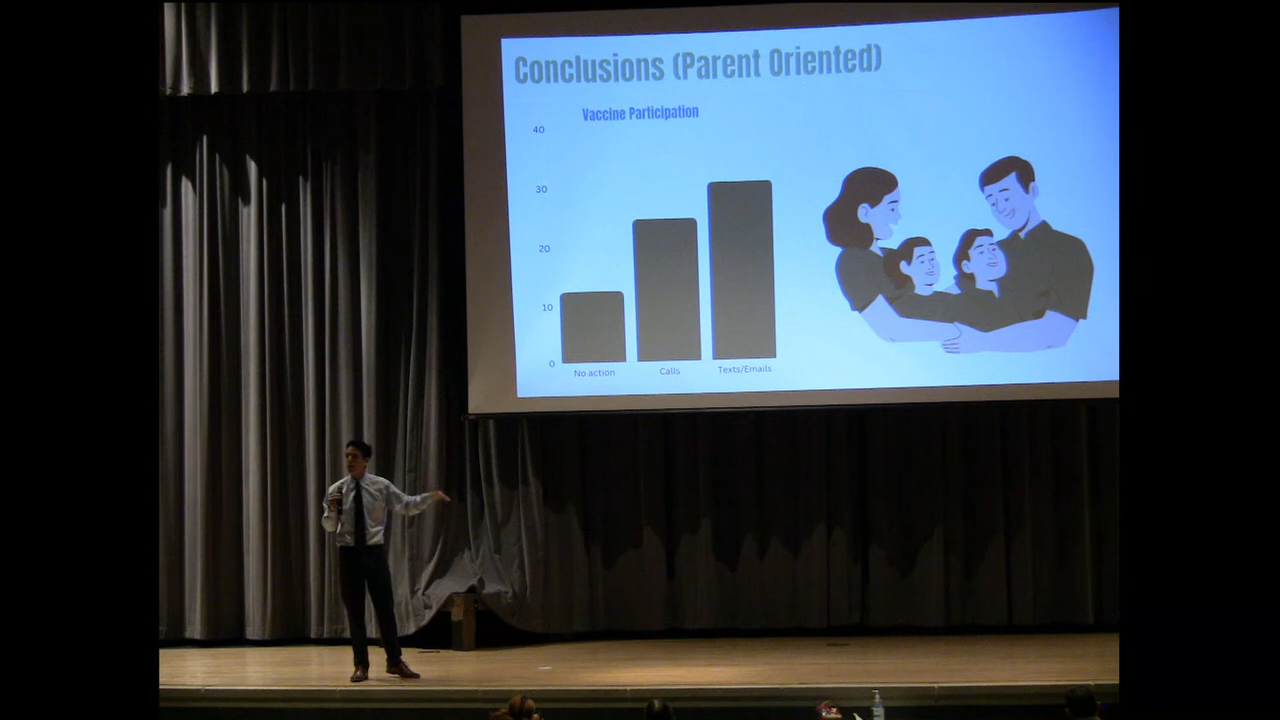 Conclusions (Parent Oriented)
Vaccine Participation
40
30
20
10
0
No action
Calls
Texts/Emails